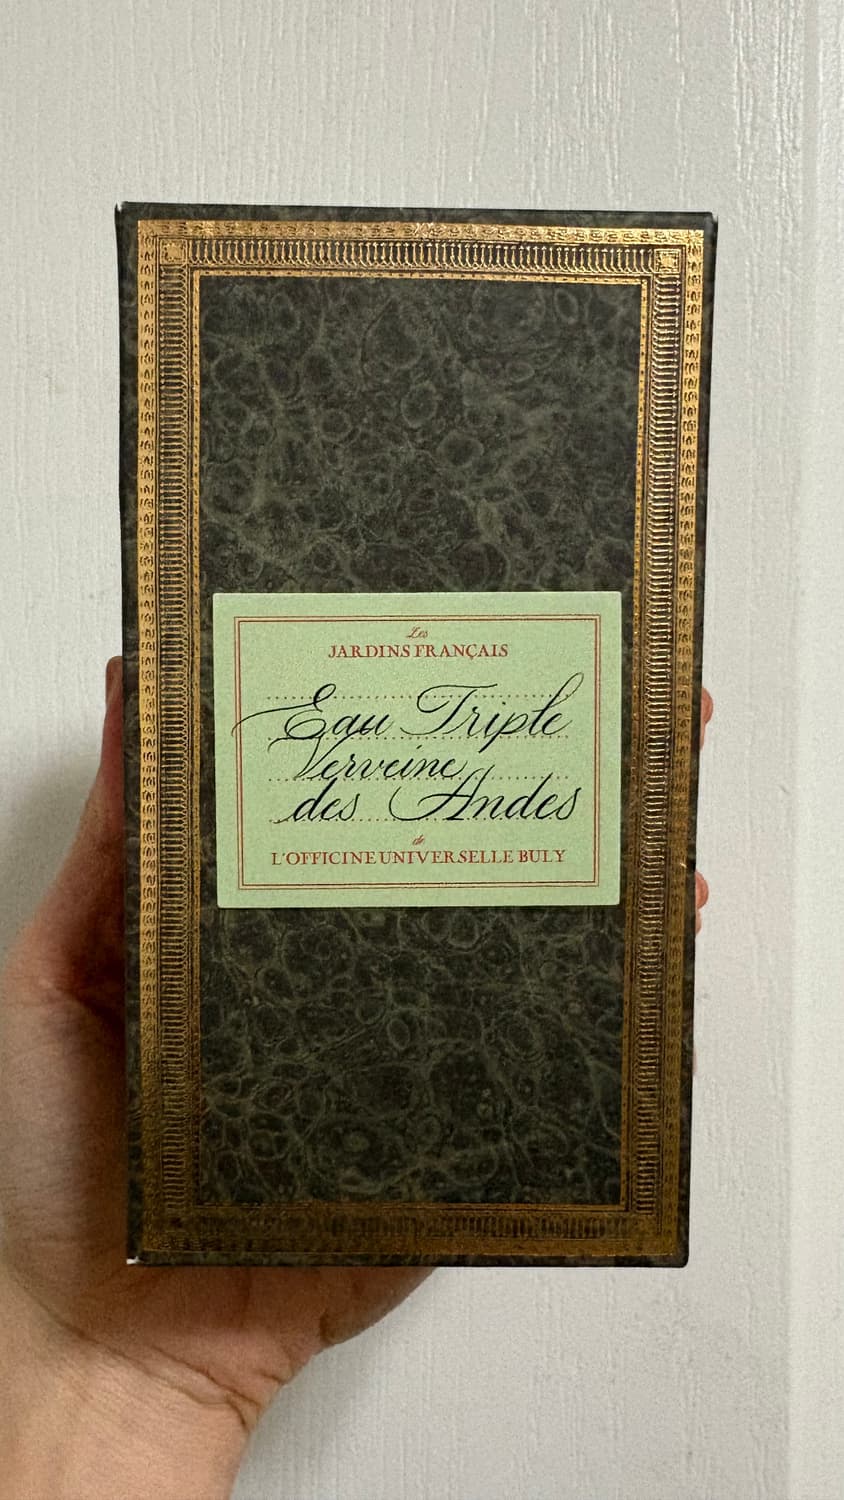 Les
JARDINS FRANÇAIS
Eau Triple
Verveine
des Andes
de
L'OFFICINE UNIVERSELLE BULY